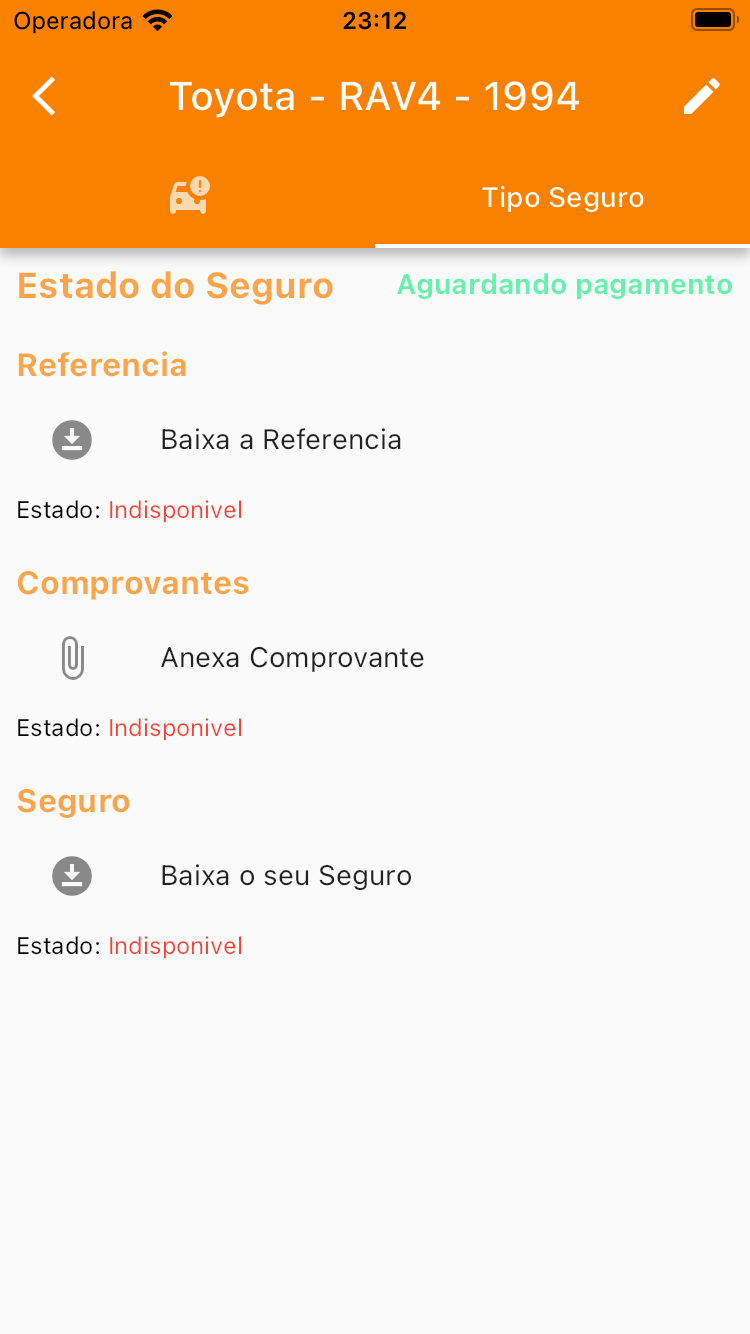 Operadora 23:12
Toyota - RAV4 - 1994
Tipo Seguro
Estado do Seguro Aguardando pagamento
Referencia
Baixa a Referencia
Estado: Indisponivel
Comprovantes
Anexa Comprovante
Estado: Indisponivel
Seguro
Baixa o seu Seguro
Estado: Indisponivel